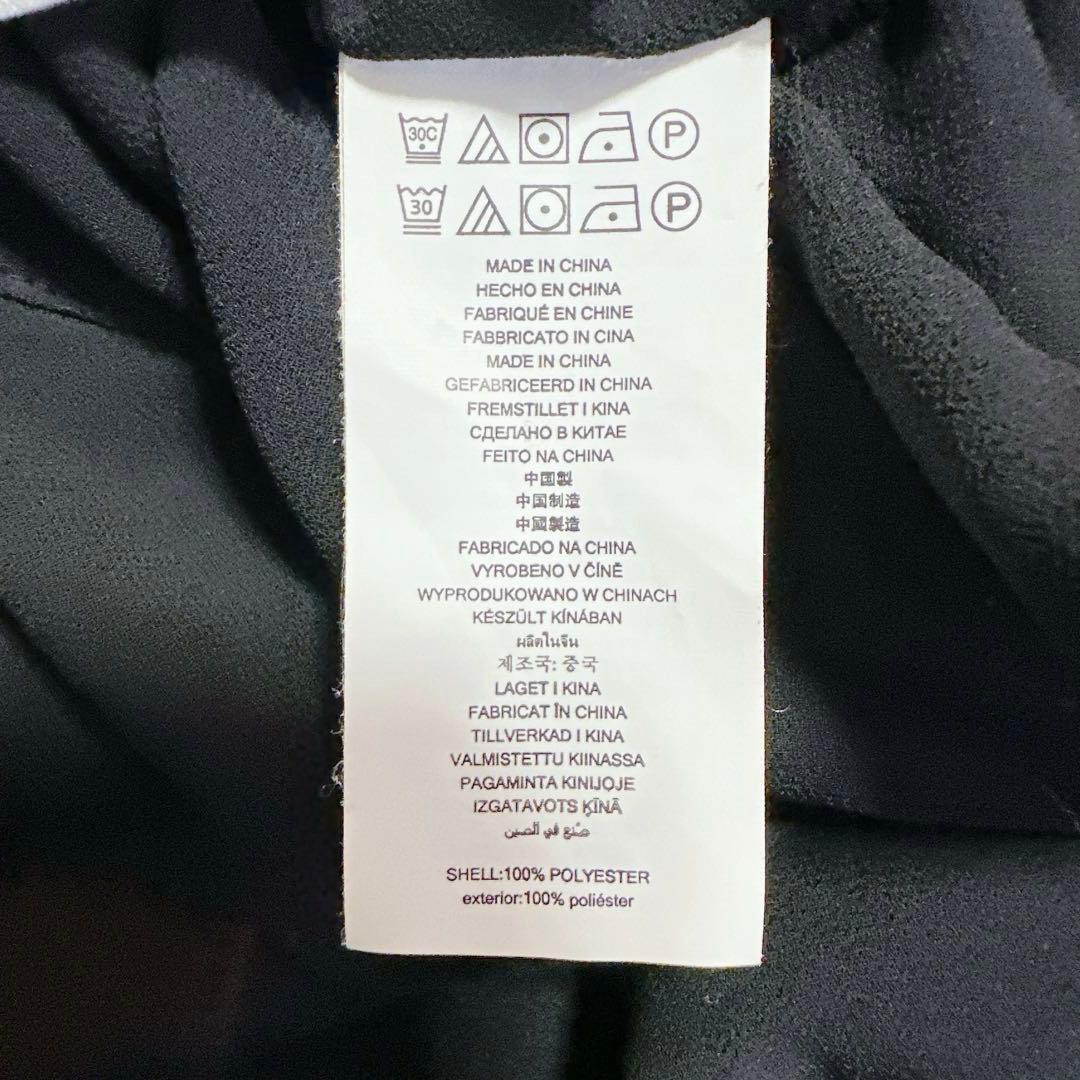 30C P
30 P
MADE IN CHINA
HECHO EN CHINA
FABRIQUÉ EN CHINE
FABBRICATO IN CINA
MADE IN CHINA
GEFABRICEERD IN CHINA
FREMSTILLET I KINA
СДЕЛАНО В КИТАЕ
FEITO NA CHINA
中国製
中国制造
中國製造
FABRICADO NA CHINA
VYROBENO V ČÍNĚ
WYPRODUKOWANO W CHINACH
KÉSZÜLT KÍNÁBAN
ผลิตในจีน
제조국: 중국
LAGET I KINA
FABRICAT ÎN CHINA
TILLVERKAD I KINA
VALMISTETTU KIINASSA
PAGAMINTA KINIJOJE
IZGATAVOTS ĶĪNĀ
صُنع في الصين
SHELL:100% POLYESTER
exterior:100% poliéster